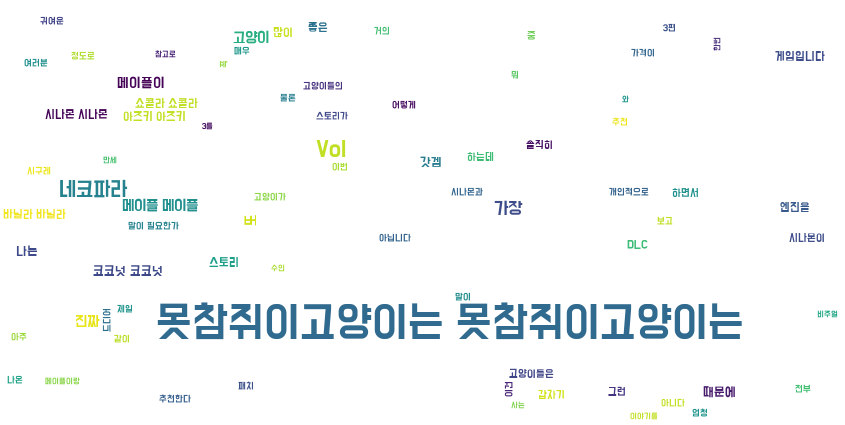 귀여운
좋은
거의
3편
고양이
많이
매우
여러분
정도로
참고로
가격이
게임입니다
뭐
메이플이
고양이들의
물론
쇼콜라 쇼콜라
아즈키 아즈키
시나몬 시나몬
3를
스토리가
어떻게
와
추천
솔직히
Vol
이번
갓겜
하는데
만세
시구레
네코파라
메이플 메이플
고양이가
시나몬과
가장
개인적으로
하면서
엔진을
바닐라 바닐라
말이 필요한가
보고
나는
아닙니다
DLC
시나몬이
스토리
코코넛 코코넛
수인
말이
못참쥐이고양이는 못참쥐이고양이는
진짜
드디어
제일
비주얼
아주
같이
나온
메이플이랑
패치
추천한다
고양이들은
갑자기
사는
그런
때문에
아니다
이야기를
엄청
전부